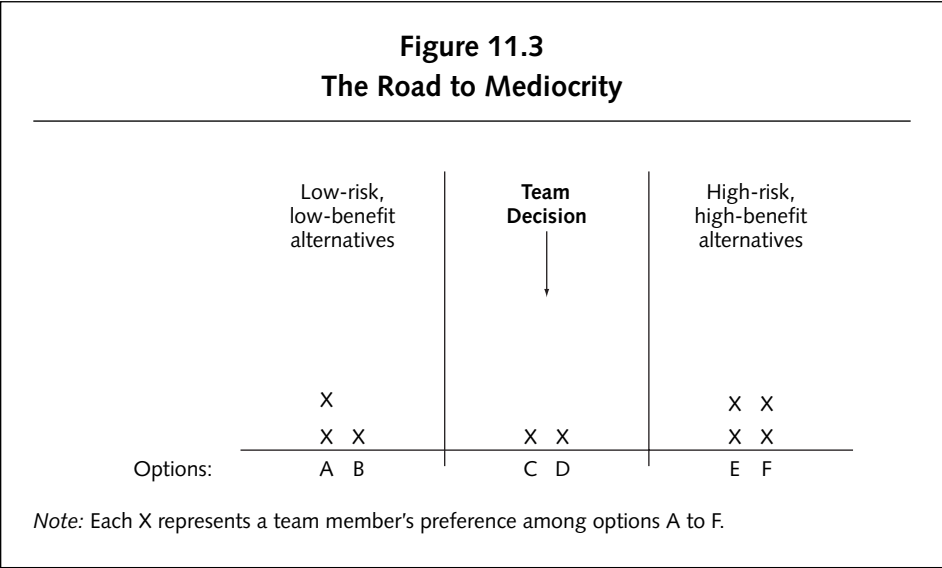 Figure 11.3
The Road to Mediocrity
Low-risk,
low-benefit
alternatives
Team
Decision
High-risk,
high-benefit
alternatives
X
X X
X X
X X
X X
Options:
A B
C D
E F
Note: Each X represents a team member's preference among options A to F.